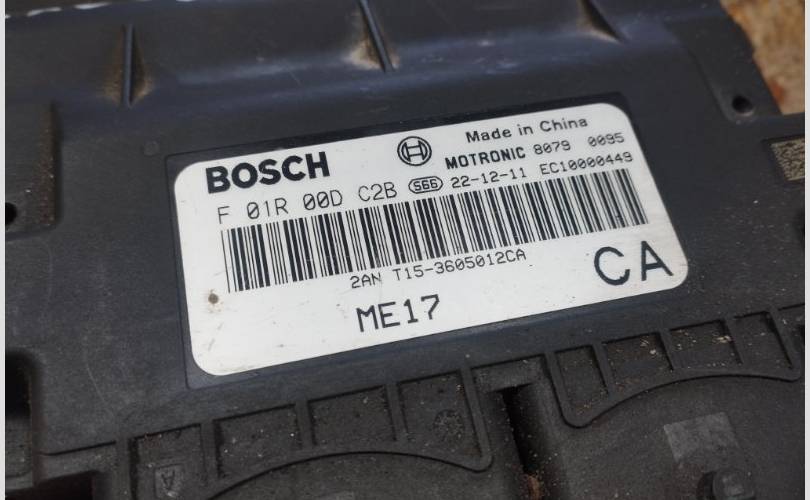 BOSCH
Made in China
MOTRONIC 8079 0095
F 01R 00D C2B S66 22-12-11 EC10000449
2AN T15-3605012CA
ME17
CA
A